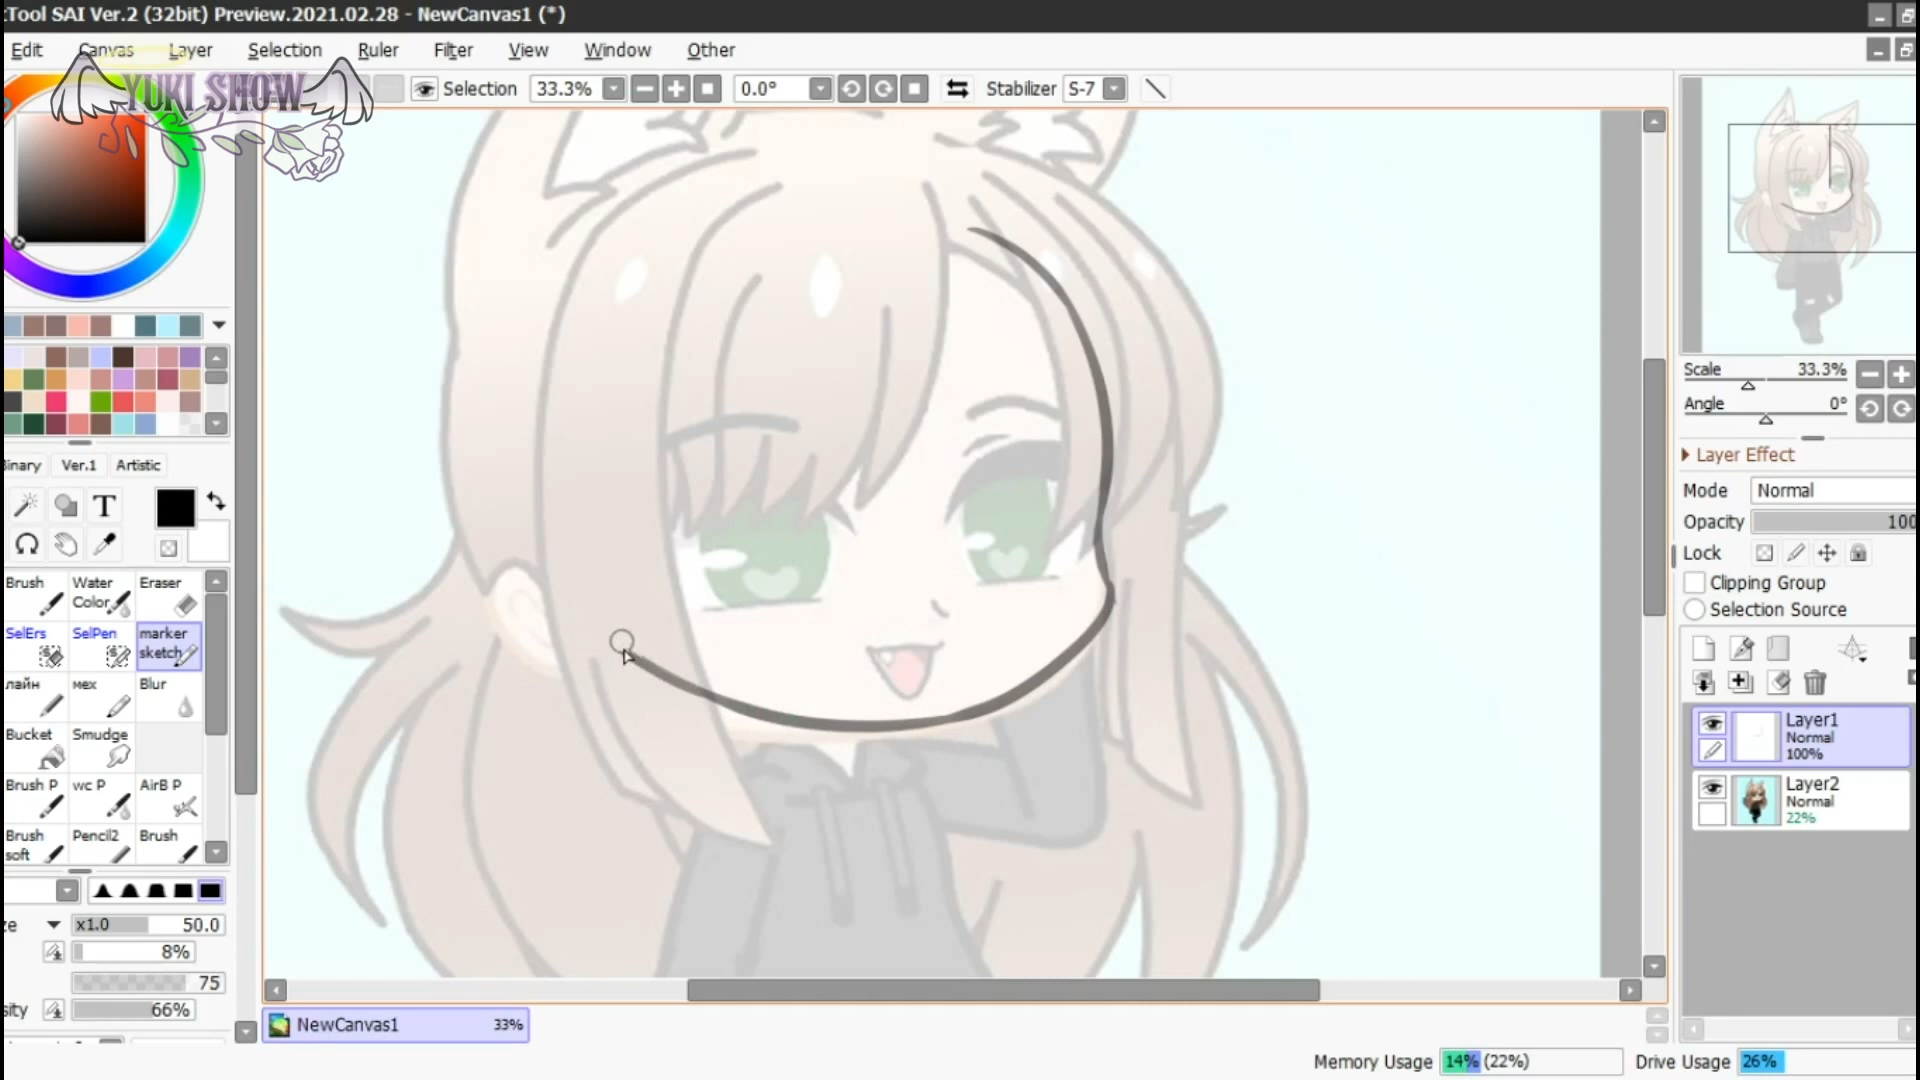 Tool SAI Ver.2 (32bit) Preview.2021.02.28 - NewCanvas1 (*)
Edit Canvas Layer Selection Ruler Filter View Window Other
YUKI SHOW
Selection 33.3% 0.0° Stabilizer S-7
Scale 33.3%
Angle 0°
Layer Effect
Mode Normal
Opacity 100
Lock
Clipping Group
Selection Source
Layer1
Normal
100%
Layer2
Normal
22%
inary Ver.1 Artistic
T
Brush Water Color Eraser
SelErs SelPen marker sketch
лайн мех Blur
Bucket Smudge
Brush P wc P AirB P
Brush soft Pencil2 Brush
ze x1.0 50.0
8%
75
sity 66%
NewCanvas1 33%
Memory Usage 14% (22%) Drive Usage 26%